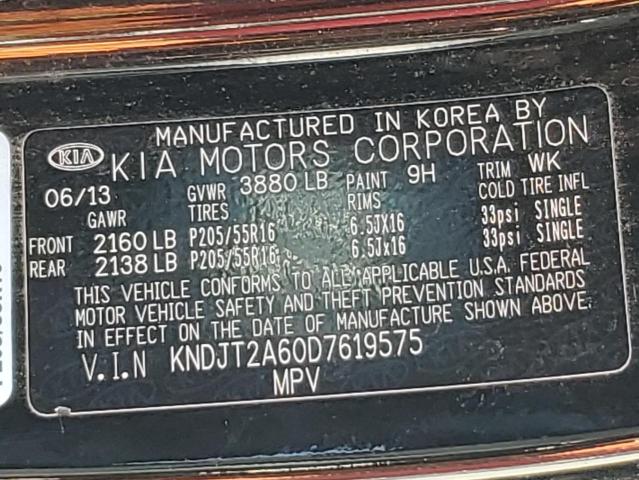 MANUFACTURED IN KOREA BY
KIA KIA MOTORS CORPORATION
06/13 GVWR 3880 LB PAINT 9H TRIM WK
GAWR TIRES RIMS COLD TIRE INFL
FRONT 2160 LB P205/55R16 6.5JX16 33psi SINGLE
REAR 2138 LB P205/55R16 6.5Jx16 33psi SINGLE
THIS VEHICLE CONFORMS TO ALL APPLICABLE U.S.A. FEDERAL
MOTOR VEHICLE SAFETY AND THEFT PREVENTION STANDARDS
IN EFFECT ON THE DATE OF MANUFACTURE SHOWN ABOVE.
V.I.N KNDJT2A60D7619575
MPV